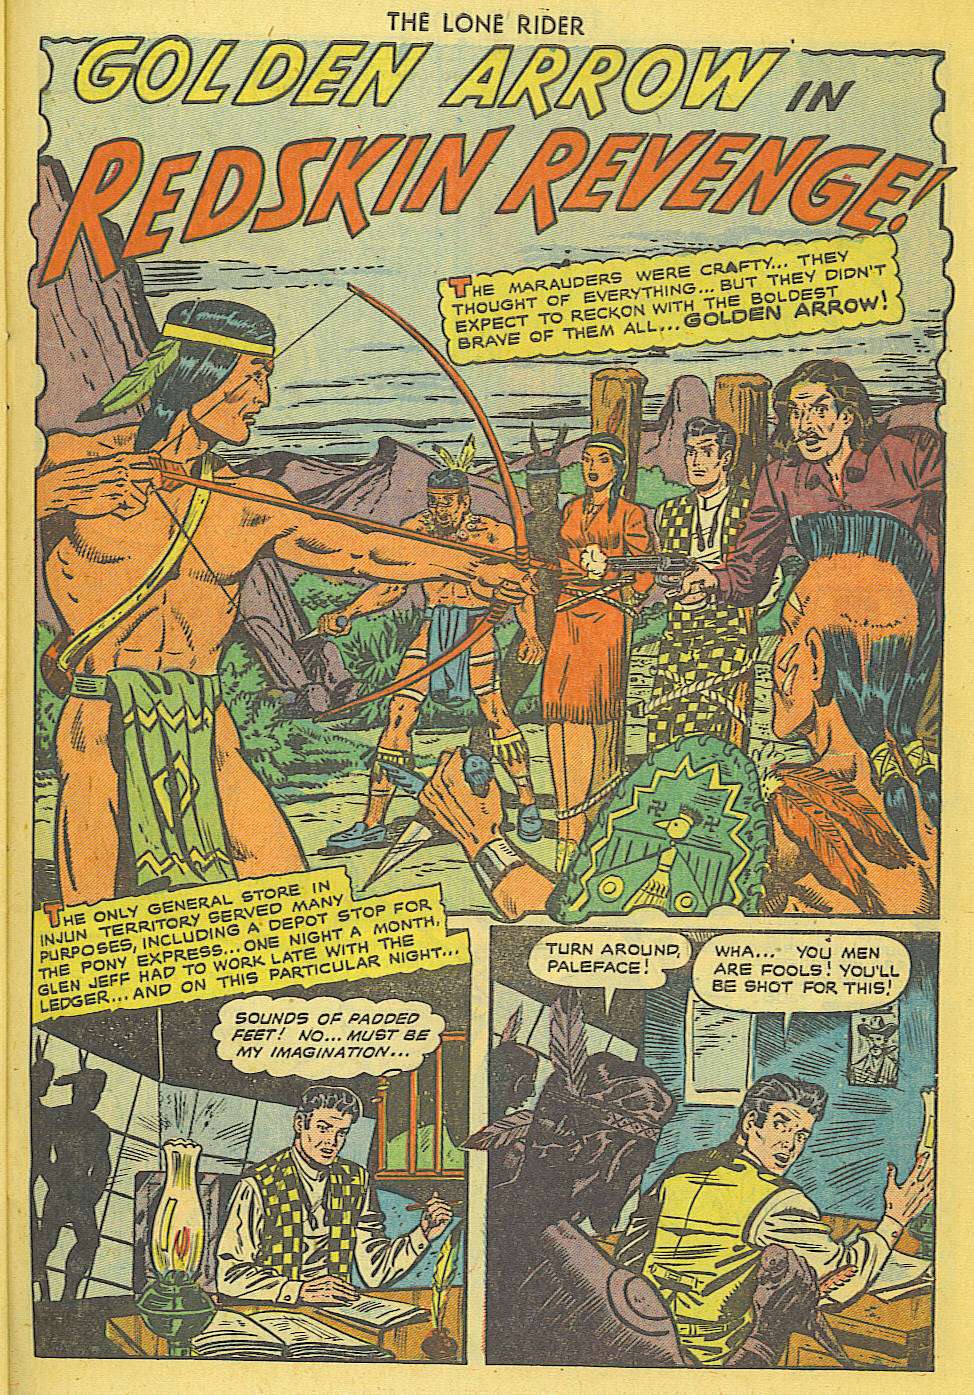 THE LONE RIDER
GOLDEN ARROW IN
REDSKIN REVENGE!
THE MARAUDERS WERE CRAFTY... THEY
THOUGHT OF EVERYTHING... BUT THEY DIDN'T
EXPECT TO RECKON WITH THE BOLDEST
BRAVE OF THEM ALL... GOLDEN ARROW!
THE ONLY GENERAL STORE IN
INJUN TERRITORY SERVED MANY
PURPOSES, INCLUDING A DEPOT STOP FOR
THE PONY EXPRESS... ONE NIGHT A MONTH,
GLEN JEFF HAD TO WORK LATE WITH THE
LEDGER... AND ON THIS PARTICULAR NIGHT...
SOUNDS OF PADDED
FEET! NO... MUST BE
MY IMAGINATION...
TURN AROUND,
PALEFACE!
WHA... YOU MEN
ARE FOOLS! YOU'LL
BE SHOT FOR THIS!